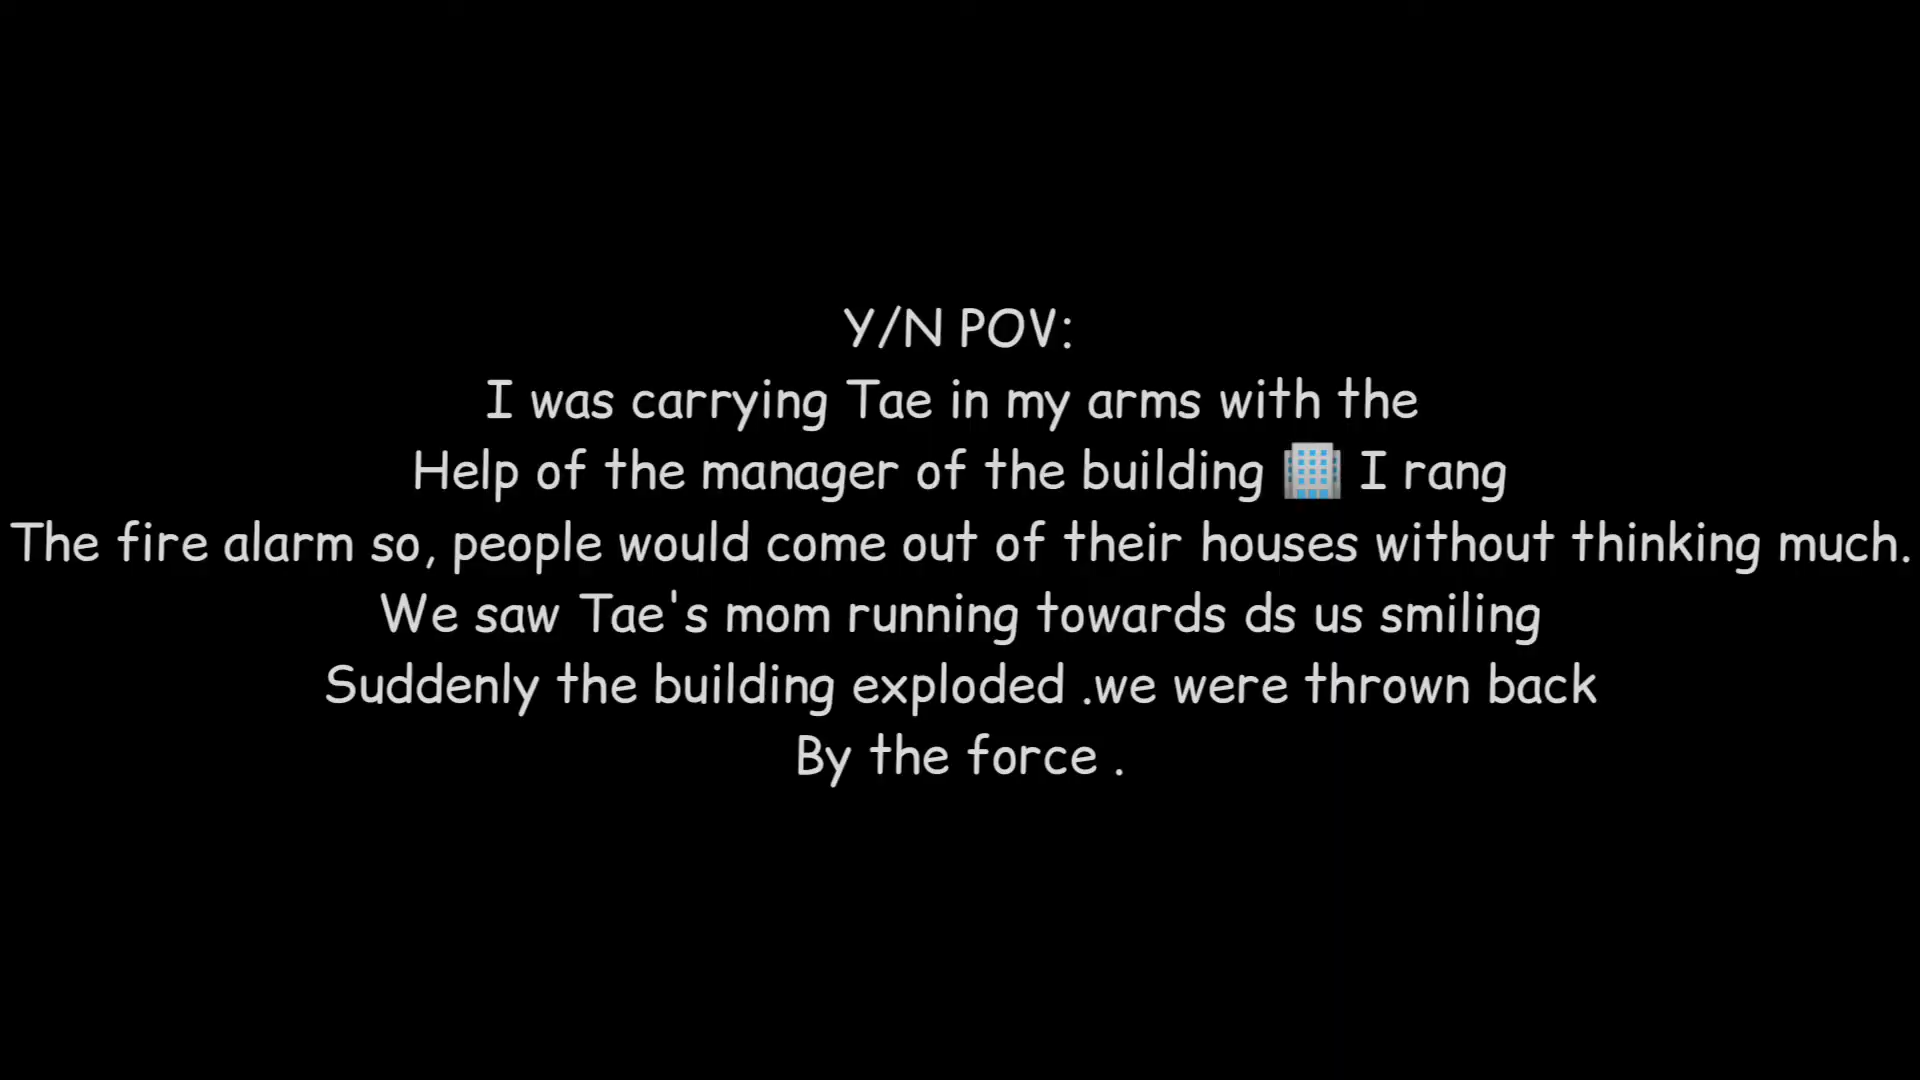 Y/N POV:
I was carrying Tae in my arms with the
Help of the manager of the building 🏢 I rang
The fire alarm so, people would come out of their houses without thinking much.
We saw Tae's mom running towards ds us smiling
Suddenly the building exploded .we were thrown back
By the force .